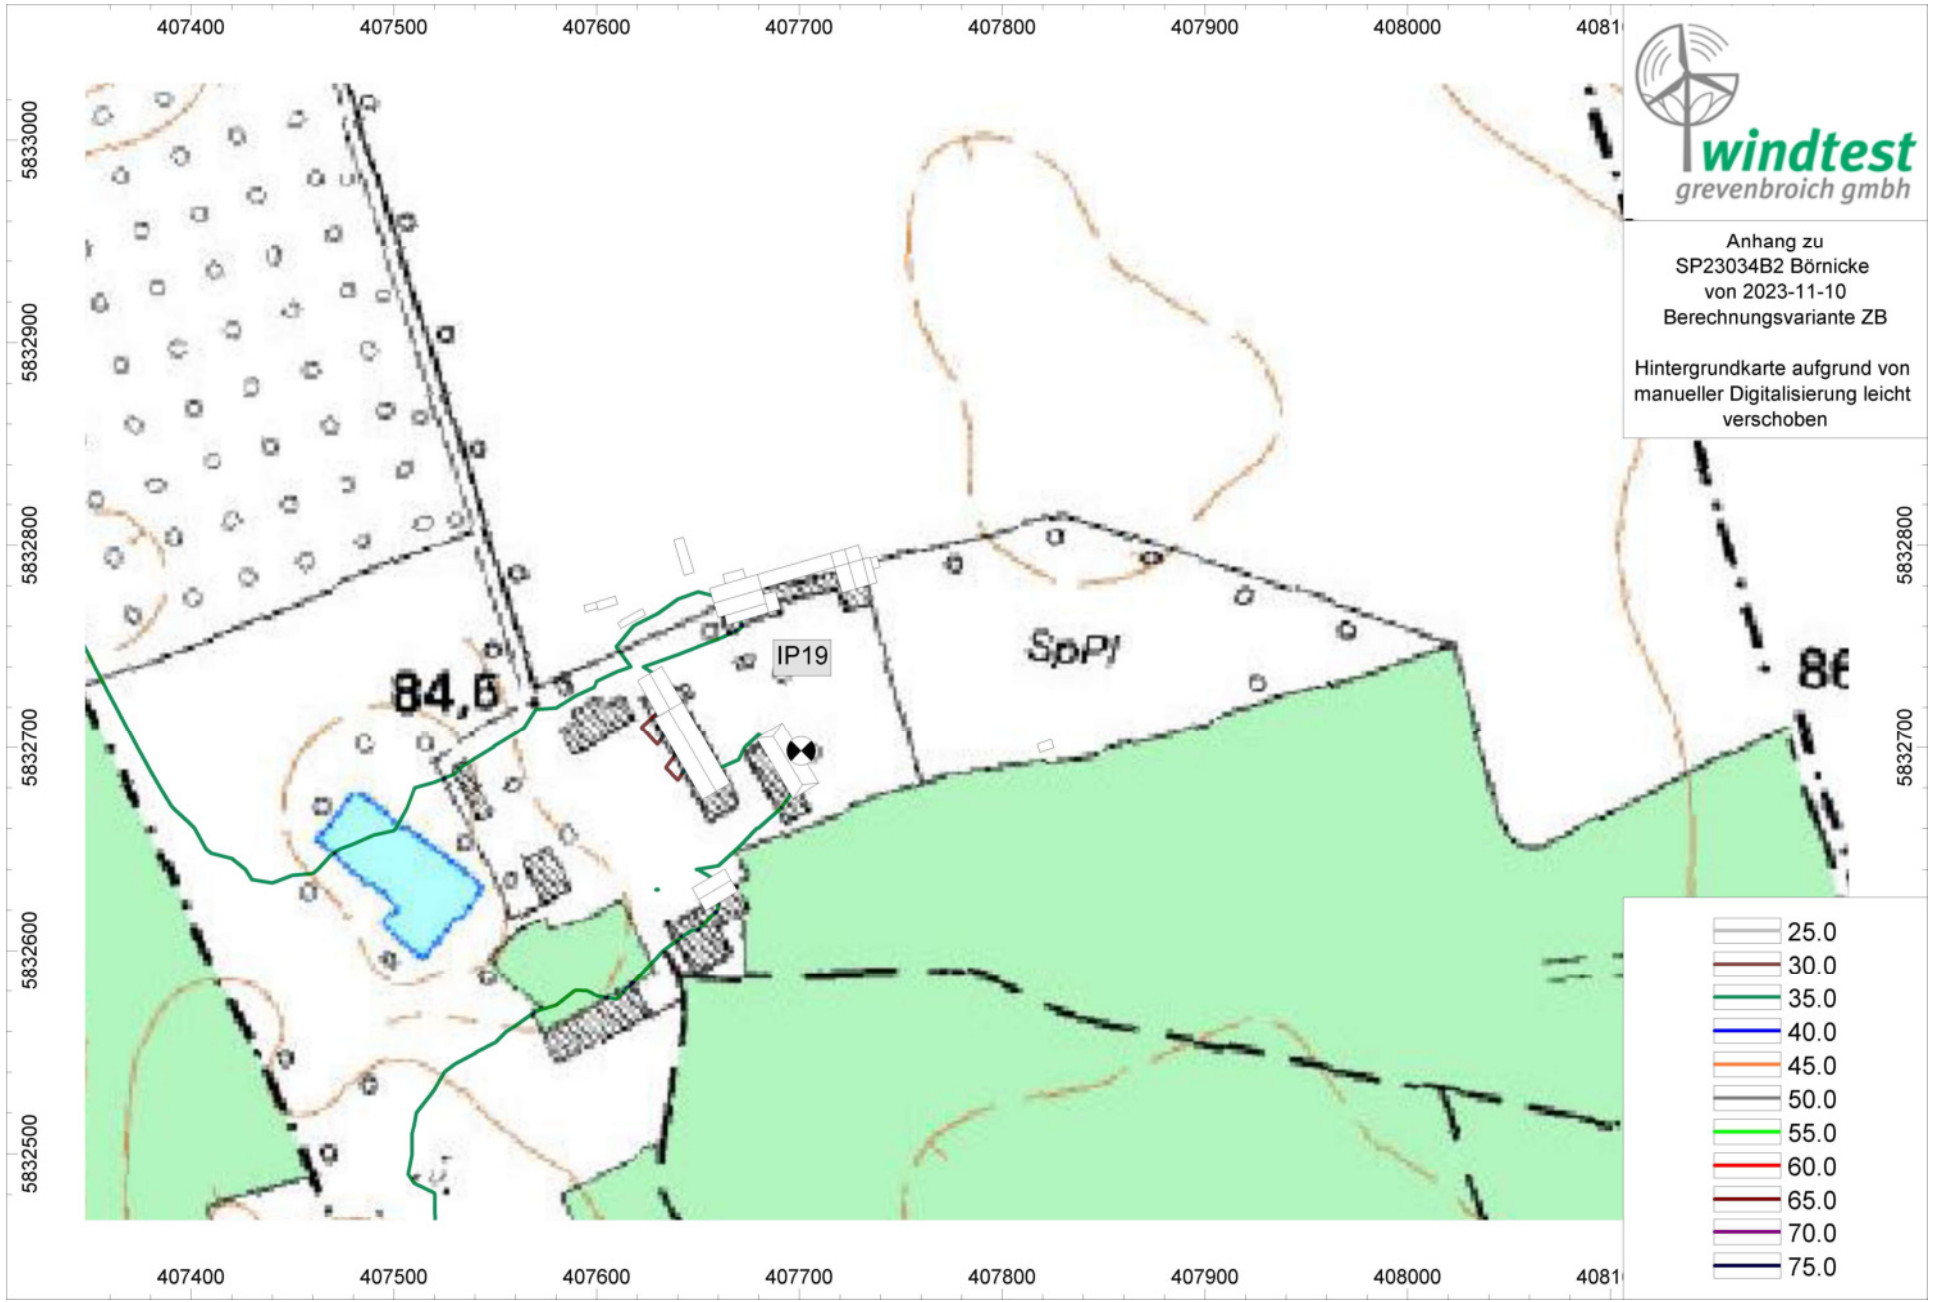 407400 407500 407600 407700 407800 407900 408000 4081
windtest
grevenbroich gmbh
Anhang zu
SP23034B2 Börnicke
von 2023-11-10
Berechnungsvariante ZB
Hintergrundkarte aufgrund von
manueller Digitalisierung leicht
verschoben
5833000
5832900
5832800
5832700
5832600
5832500
5832800
5832700
SpPl
IP19
84,6
86
25.0
30.0
35.0
40.0
45.0
50.0
55.0
60.0
65.0
70.0
75.0
407400 407500 407600 407700 407800 407900 408000 4081